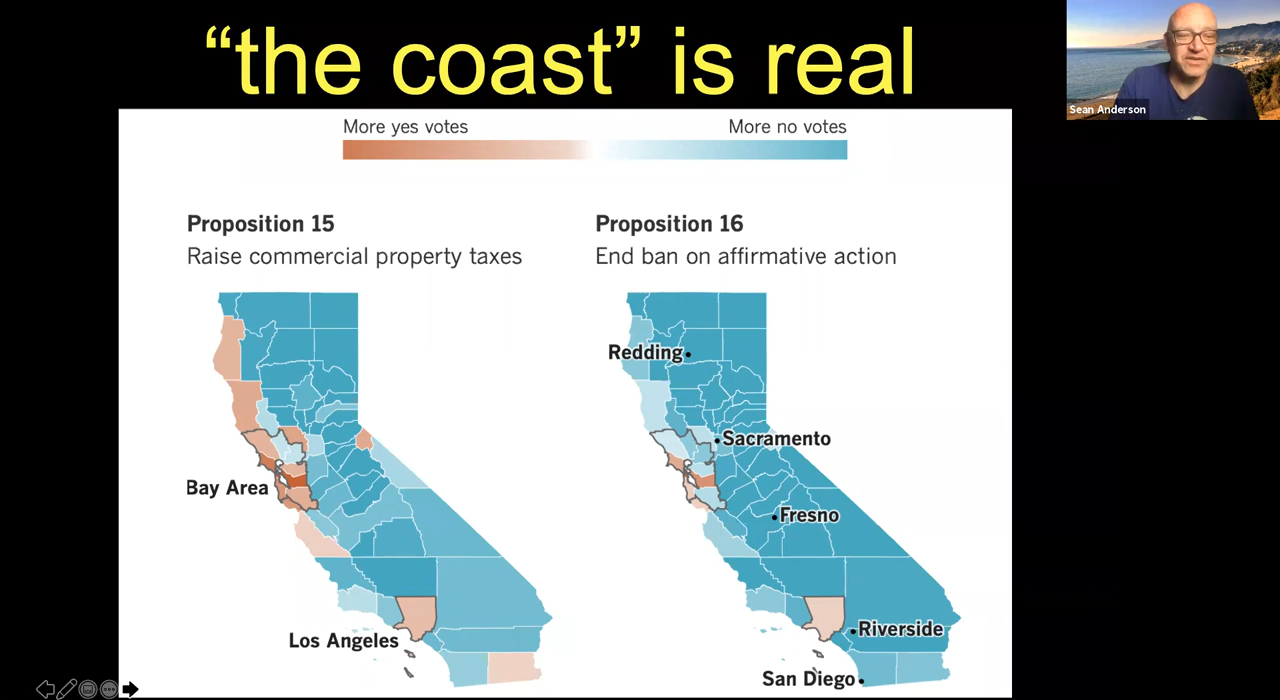 “the coast” is real
Sean Anderson
More yes votes
More no votes
Proposition 15
Raise commercial property taxes
Proposition 16
End ban on affirmative action
Bay Area
Los Angeles
Redding
Sacramento
Fresno
Riverside
San Diego